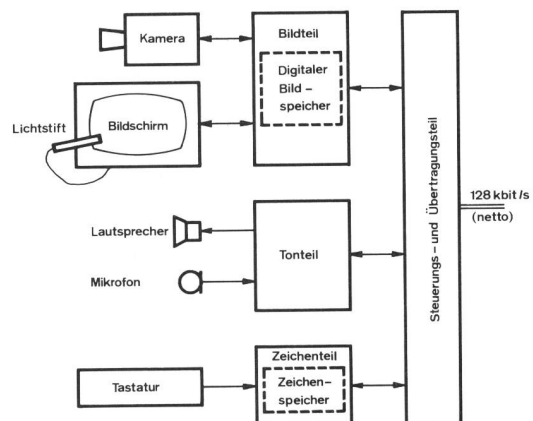 Kamera
Bildteil
Digitaler
Bild-
speicher
Lichtstift
Bildschirm
Steuerungs- und Übertragungsteil
128 kbit/s
(netto)
Lautsprecher
Tonteil
Mikrofon
Zeichenteil
Zeichen-
speicher
Tastatur